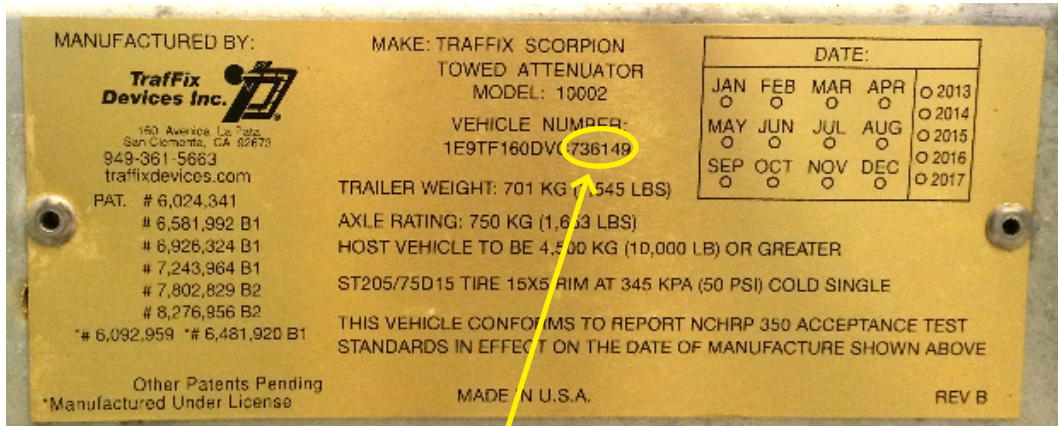 MANUFACTURED BY:
TrafFix
Devices Inc.
160 Avenida La Pata
San Clemente, CA 92673
949-361-5663
traffixdevices.com
PAT. # 6,024,341
# 6,581,992 B1
# 6,926,324 B1
# 7,243,964 B1
# 7,802,829 B2
# 8,276,956 B2
*# 6,092,959 *# 6,481,920 B1
Other Patents Pending
*Manufactured Under License
MAKE: TRAFFIX SCORPION
TOWED ATTENUATOR
MODEL: 10002
VEHICLE NUMBER:
1E9TF160DVC736149
TRAILER WEIGHT: 701 KG (1,545 LBS)
AXLE RATING: 750 KG (1,653 LBS)
HOST VEHICLE TO BE 4,500 KG (10,000 LB) OR GREATER
ST205/75D15 TIRE 15X5 RIM AT 345 KPA (50 PSI) COLD SINGLE
THIS VEHICLE CONFORMS TO REPORT NCHRP 350 ACCEPTANCE TEST
STANDARDS IN EFFECT ON THE DATE OF MANUFACTURE SHOWN ABOVE
MADE IN U.S.A.
REV B
DATE:
JAN FEB MAR APR
MAY JUN JUL AUG
SEP OCT NOV DEC
2013
2014
2015
2016
2017